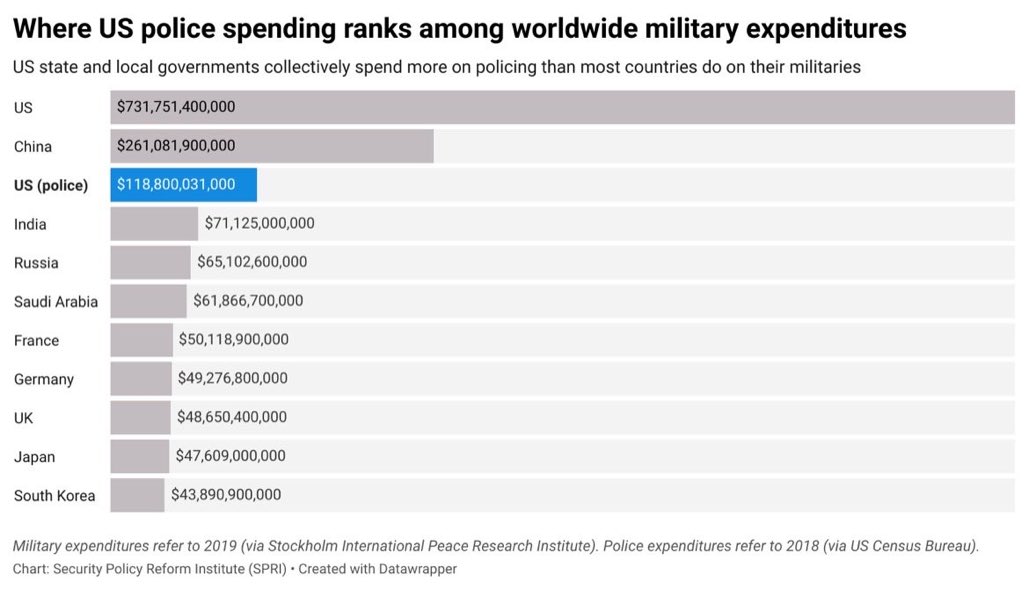 Where US police spending ranks among worldwide military expenditures
US state and local governments collectively spend more on policing than most countries do on their militaries
US $731,751,400,000
China $261,081,900,000
US (police) $118,800,031,000
India $71,125,000,000
Russia $65,102,600,000
Saudi Arabia $61,866,700,000
France $50,118,900,000
Germany $49,276,800,000
UK $48,650,400,000
Japan $47,609,000,000
South Korea $43,890,900,000
Military expenditures refer to 2019 (via Stockholm International Peace Research Institute). Police expenditures refer to 2018 (via US Census Bureau).
Chart: Security Policy Reform Institute (SPRI) • Created with Datawrapper